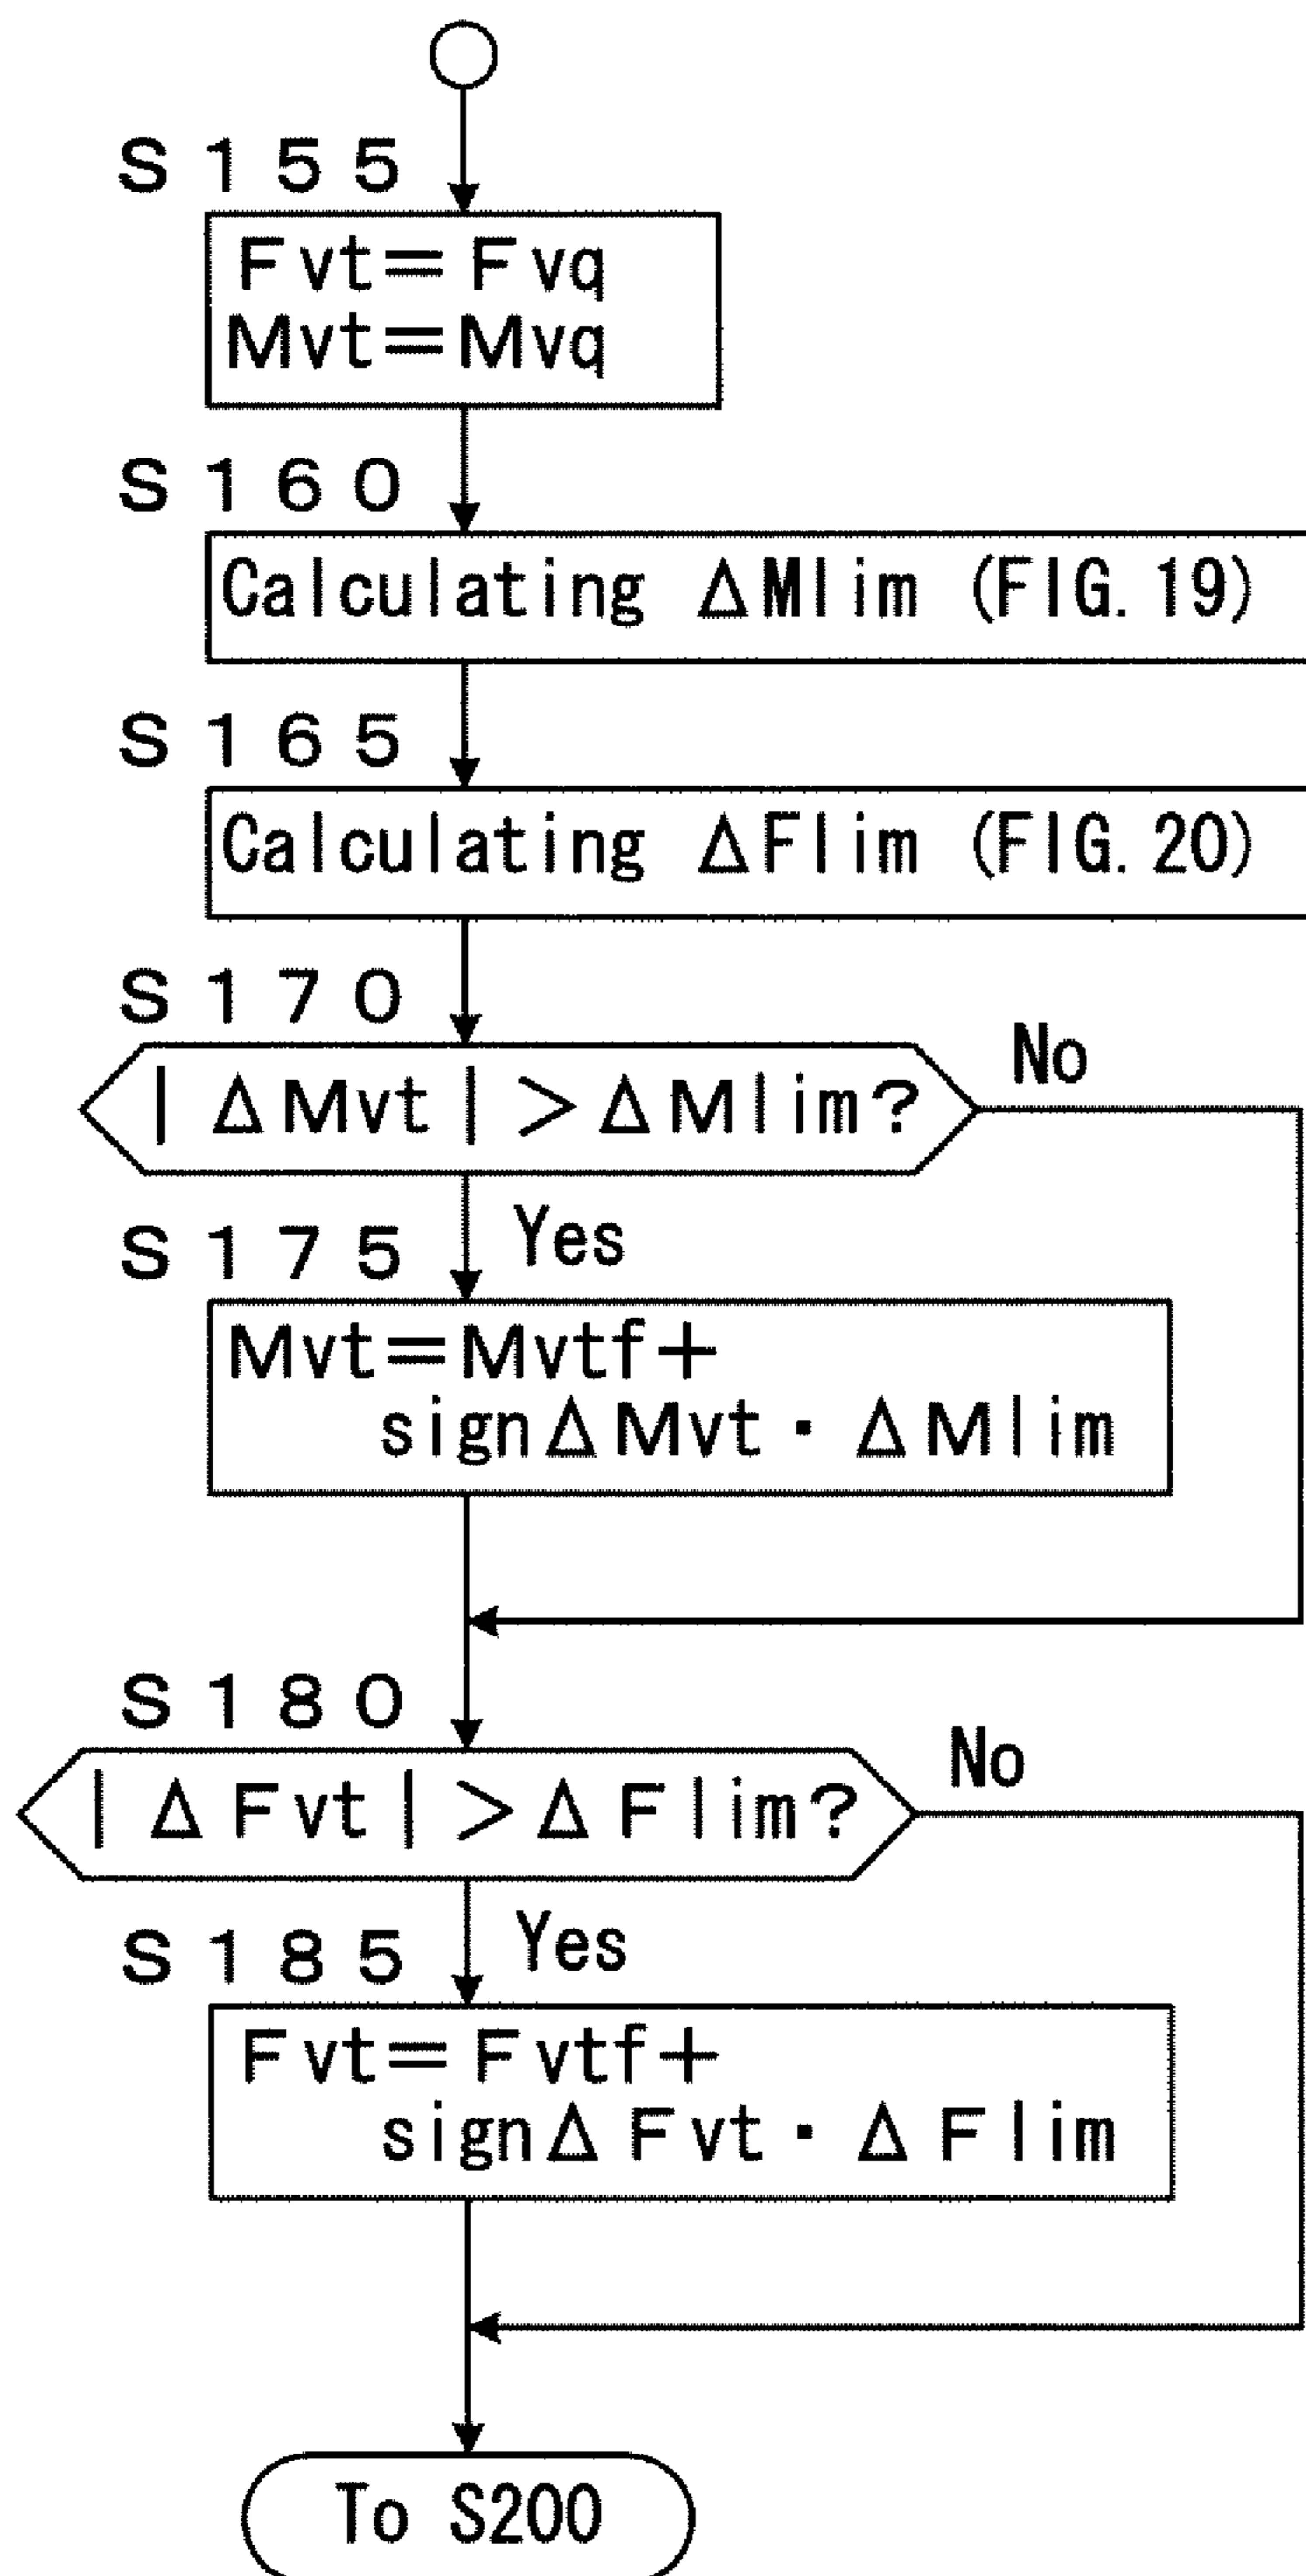 S155
Fvt=Fvq
Mvt=Mvq
S160
Calculating ΔMlim (FIG. 19)
S165
Calculating ΔFlim (FIG. 20)
S170
|ΔMvt|>ΔMlim?
No
S175
Yes
Mvt=Mvtf+
signΔMvt·ΔMlim
S180
|ΔFvt|>ΔFlim?
No
S185
Yes
Fvt=Fvtf+
signΔFvt·ΔFlim
To S200